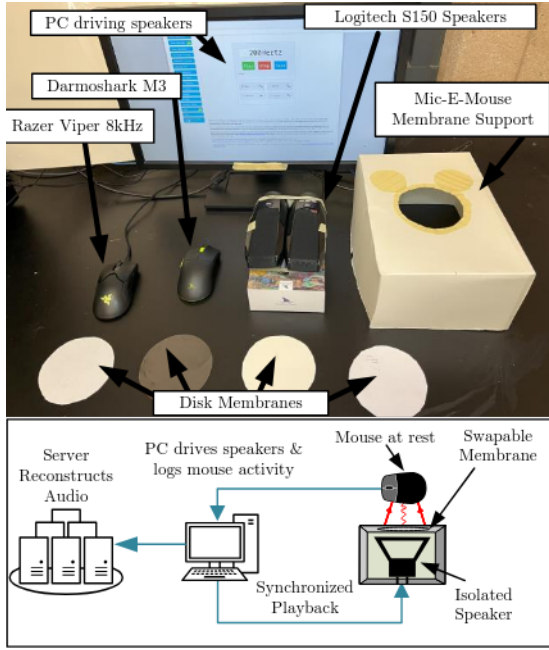 PC driving speakers
Logitech S150 Speakers
Darmoshark M3
Razer Viper 8kHz
Mic-E-Mouse
Membrane Support
Disk Membranes
Server
Reconstructs
Audio
PC drives speakers &
logs mouse activity
Mouse at rest
Swapable
Membrane
Synchronized
Playback
Isolated
Speaker